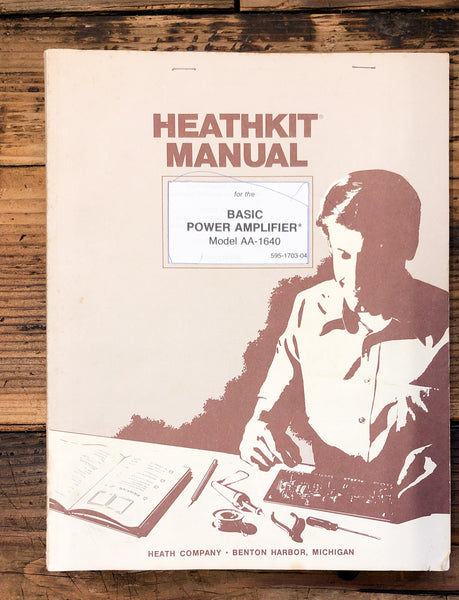 HEATHKIT®
MANUAL
for the
BASIC
POWER AMPLIFIER*
Model AA-1640
595-1703-04
HEATH COMPANY • BENTON HARBOR, MICHIGAN